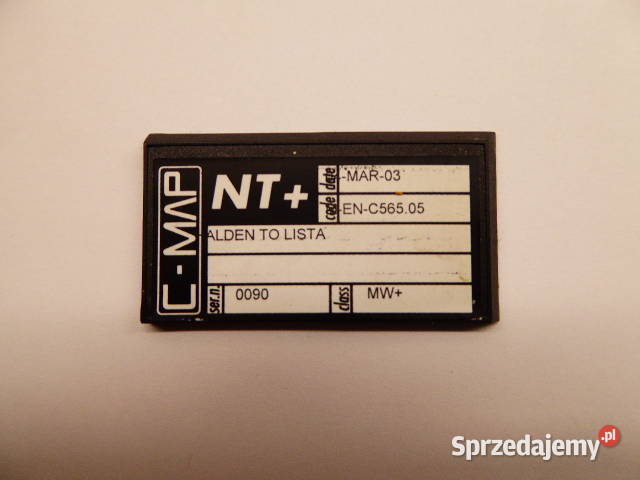 C-MAP
NT+
date -MAR-03
code -EN-C565.05
ALDEN TO LISTA
ser.n. 0090 class MW+
Sprzedajemy.pl